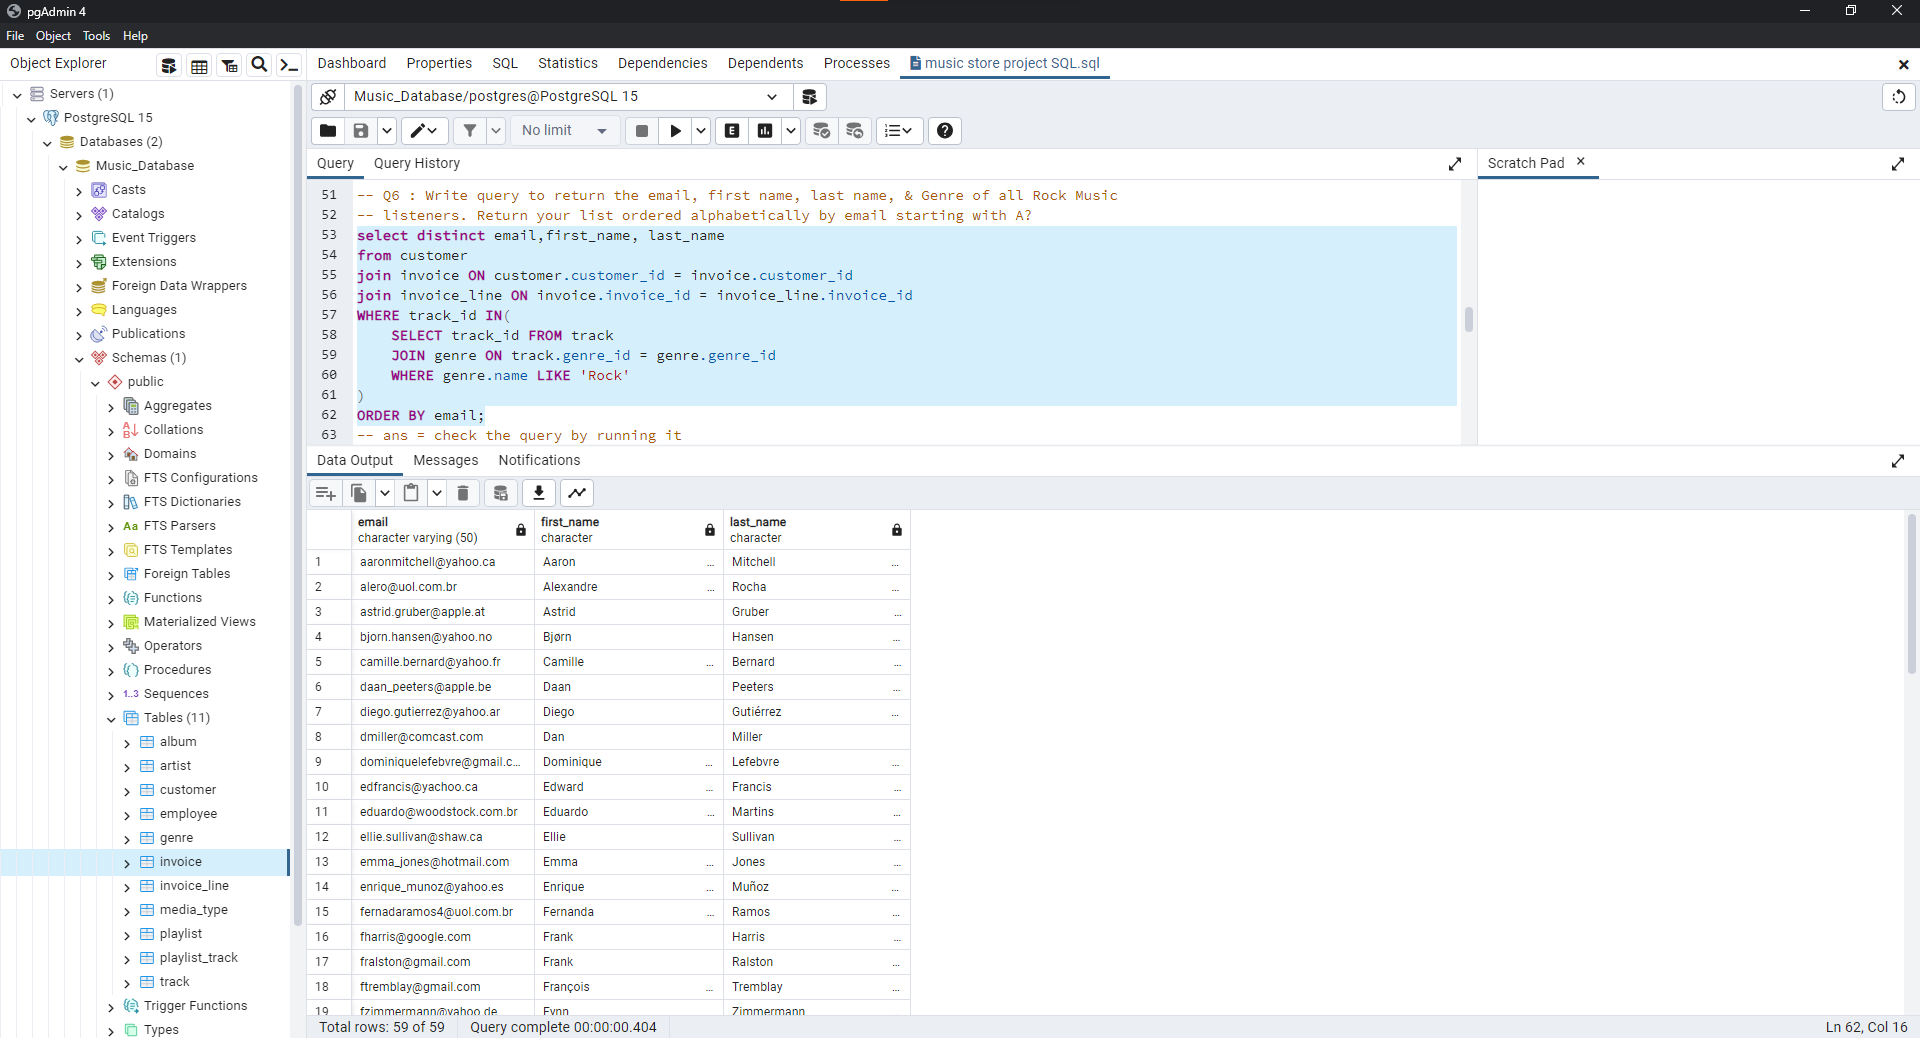 pgAdmin 4
File Object Tools Help
Object Explorer
Dashboard Properties SQL Statistics Dependencies Dependents Processes music store project SQL.sql
Servers (1)
PostgreSQL 15
Databases (2)
Music_Database
Casts
Catalogs
Event Triggers
Extensions
Foreign Data Wrappers
Languages
Publications
Schemas (1)
public
Aggregates
Collations
Domains
FTS Configurations
FTS Dictionaries
Aa FTS Parsers
FTS Templates
Foreign Tables
Functions
Materialized Views
Operators
Procedures
1..3 Sequences
Tables (11)
album
artist
customer
employee
genre
invoice
invoice_line
media_type
playlist
playlist_track
track
Trigger Functions
Types
Music_Database/postgres@PostgreSQL 15
No limit
E
Query Query History
Scratch Pad
51 -- Q6 : Write query to return the email, first name, last name, & Genre of all Rock Music
52 -- listeners. Return your list ordered alphabetically by email starting with A?
53 select distinct email,first_name, last_name
54 from customer
55 join invoice ON customer.customer_id = invoice.customer_id
56 join invoice_line ON invoice.invoice_id = invoice_line.invoice_id
57 WHERE track_id IN(
58 SELECT track_id FROM track
59 JOIN genre ON track.genre_id = genre.genre_id
60 WHERE genre.name LIKE 'Rock'
61 )
62 ORDER BY email;
63 -- ans = check the query by running it
Data Output Messages Notifications
email first_name last_name
character varying (50) character character
1 aaronmitchell@yahoo.ca Aaron ... Mitchell ...
2 alero@uol.com.br Alexandre ... Rocha ...
3 astrid.gruber@apple.at Astrid Gruber ...
4 bjorn.hansen@yahoo.no Bjørn Hansen ...
5 camille.bernard@yahoo.fr Camille ... Bernard ...
6 daan_peeters@apple.be Daan Peeters ...
7 diego.gutierrez@yahoo.ar Diego Gutiérrez ...
8 dmiller@comcast.com Dan Miller
9 dominiquelefebvre@gmail.c... Dominique ... Lefebvre ...
10 edfrancis@yachoo.ca Edward ... Francis ...
11 eduardo@woodstock.com.br Eduardo ... Martins ...
12 ellie.sullivan@shaw.ca Ellie Sullivan ...
13 emma_jones@hotmail.com Emma ... Jones ...
14 enrique_munoz@yahoo.es Enrique ... Muñoz ...
15 fernadaramos4@uol.com.br Fernanda ... Ramos ...
16 fharris@google.com Frank Harris ...
17 fralston@gmail.com Frank Ralston ...
18 ftremblay@gmail.com François ... Tremblay ...
19 fzimmermann@yahoo.de Fynn Zimmermann
Total rows: 59 of 59 Query complete 00:00:00.404
Ln 62, Col 16